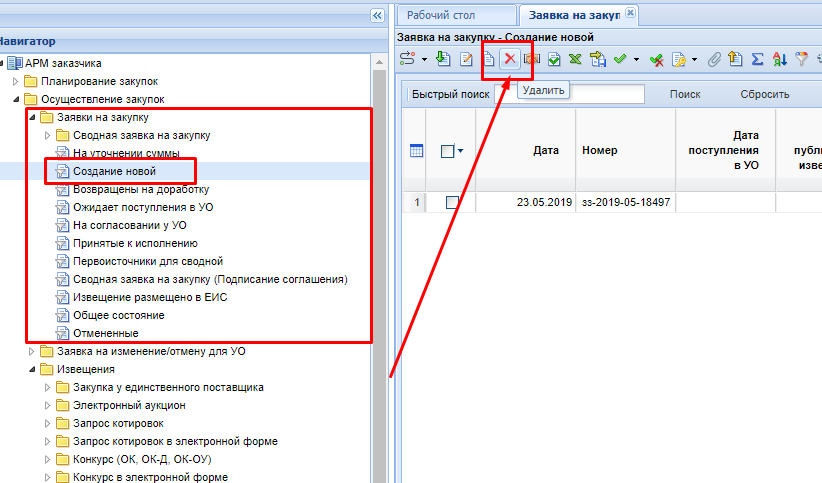 Навигатор
АРМ заказчика
Планирование закупок
Осуществление закупок
Заявки на закупку
Сводная заявка на закупку
На уточнении суммы
Создание новой
Возвращены на доработку
Ожидает поступления в УО
На согласовании у УО
Принятые к исполнению
Первоисточники для сводной
Сводная заявка на закупку (Подписание соглашения)
Извещение размещено в ЕИС
Общее состояние
Отмененные
Заявка на изменение/отмену для УО
Извещения
Закупка у единственного поставщика
Электронный аукцион
Запрос котировок
Запрос котировок в электронной форме
Конкурс (ОК, ОК-Д, ОК-ОУ)
Конкурс в электронной форме
Рабочий стол
Заявка на закуп
Заявка на закупку - Создание новой
Удалить
Быстрый поиск
Поиск
Сбросить
Дата
Номер
Дата
поступления
в УО
публи
изве
1
23.05.2019
зз-2019-05-18497